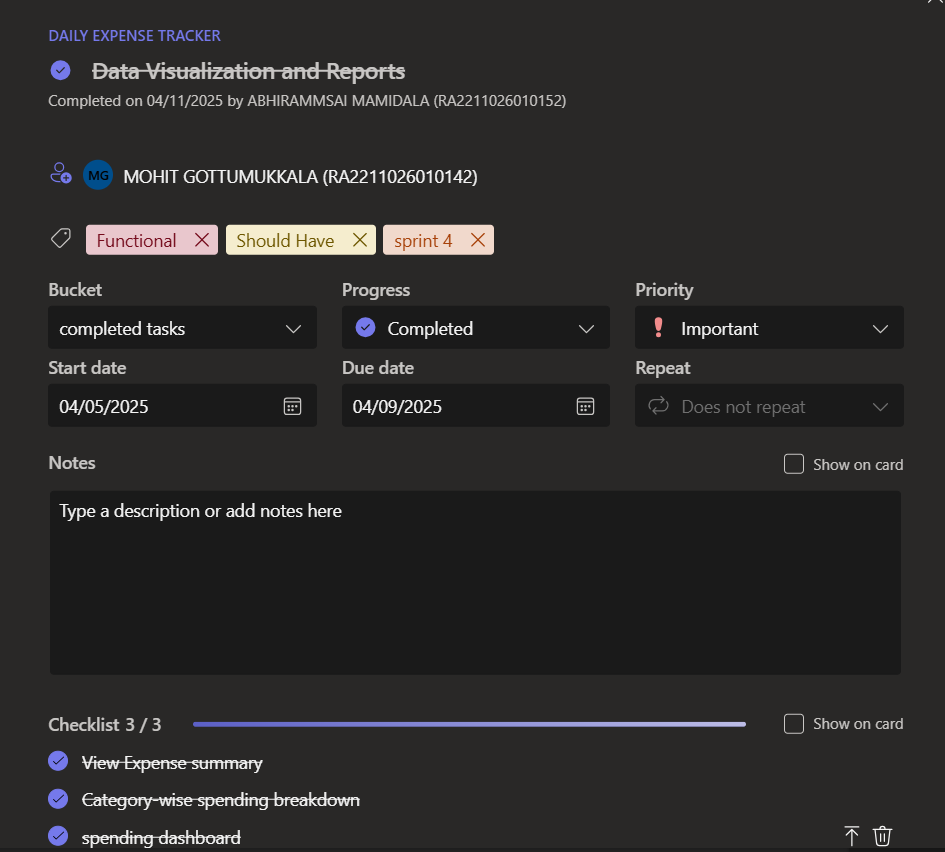 DAILY EXPENSE TRACKER
Data Visualization and Reports
Completed on 04/11/2025 by ABHIRAMMSAI MAMIDALA (RA2211026010152)
MG MOHIT GOTTUMUKKALA (RA2211026010142)
Functional Should Have sprint 4
Bucket Progress Priority
completed tasks Completed Important
Start date Due date Repeat
04/05/2025 04/09/2025 Does not repeat
Notes Show on card
Type a description or add notes here
Checklist 3 / 3 Show on card
View Expense summary
Category-wise spending breakdown
spending dashboard